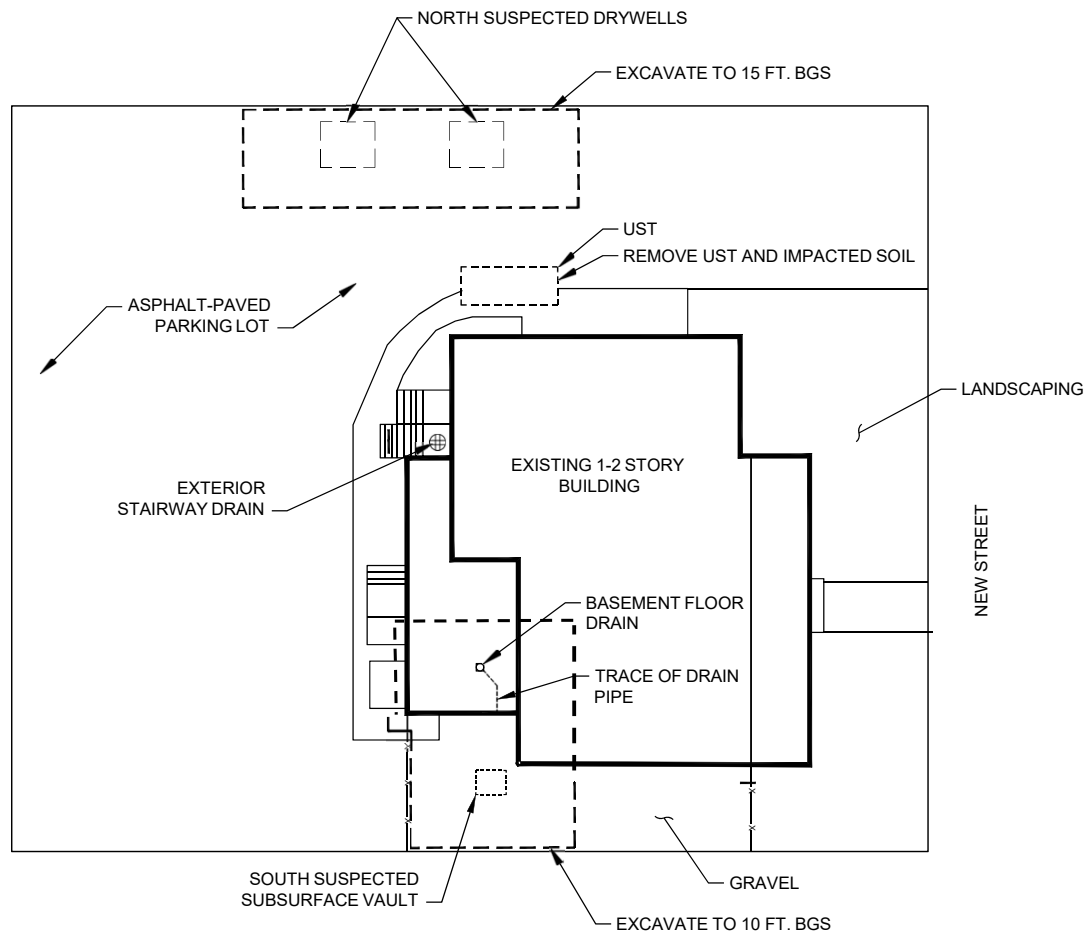 NORTH SUSPECTED DRYWELLS
EXCAVATE TO 15 FT. BGS
UST
REMOVE UST AND IMPACTED SOIL
ASPHALT-PAVED
PARKING LOT
LANDSCAPING
EXISTING 1-2 STORY
BUILDING
EXTERIOR
STAIRWAY DRAIN
NEW STREET
BASEMENT FLOOR
DRAIN
TRACE OF DRAIN
PIPE
SOUTH SUSPECTED
SUBSURFACE VAULT
GRAVEL
EXCAVATE TO 10 FT. BGS